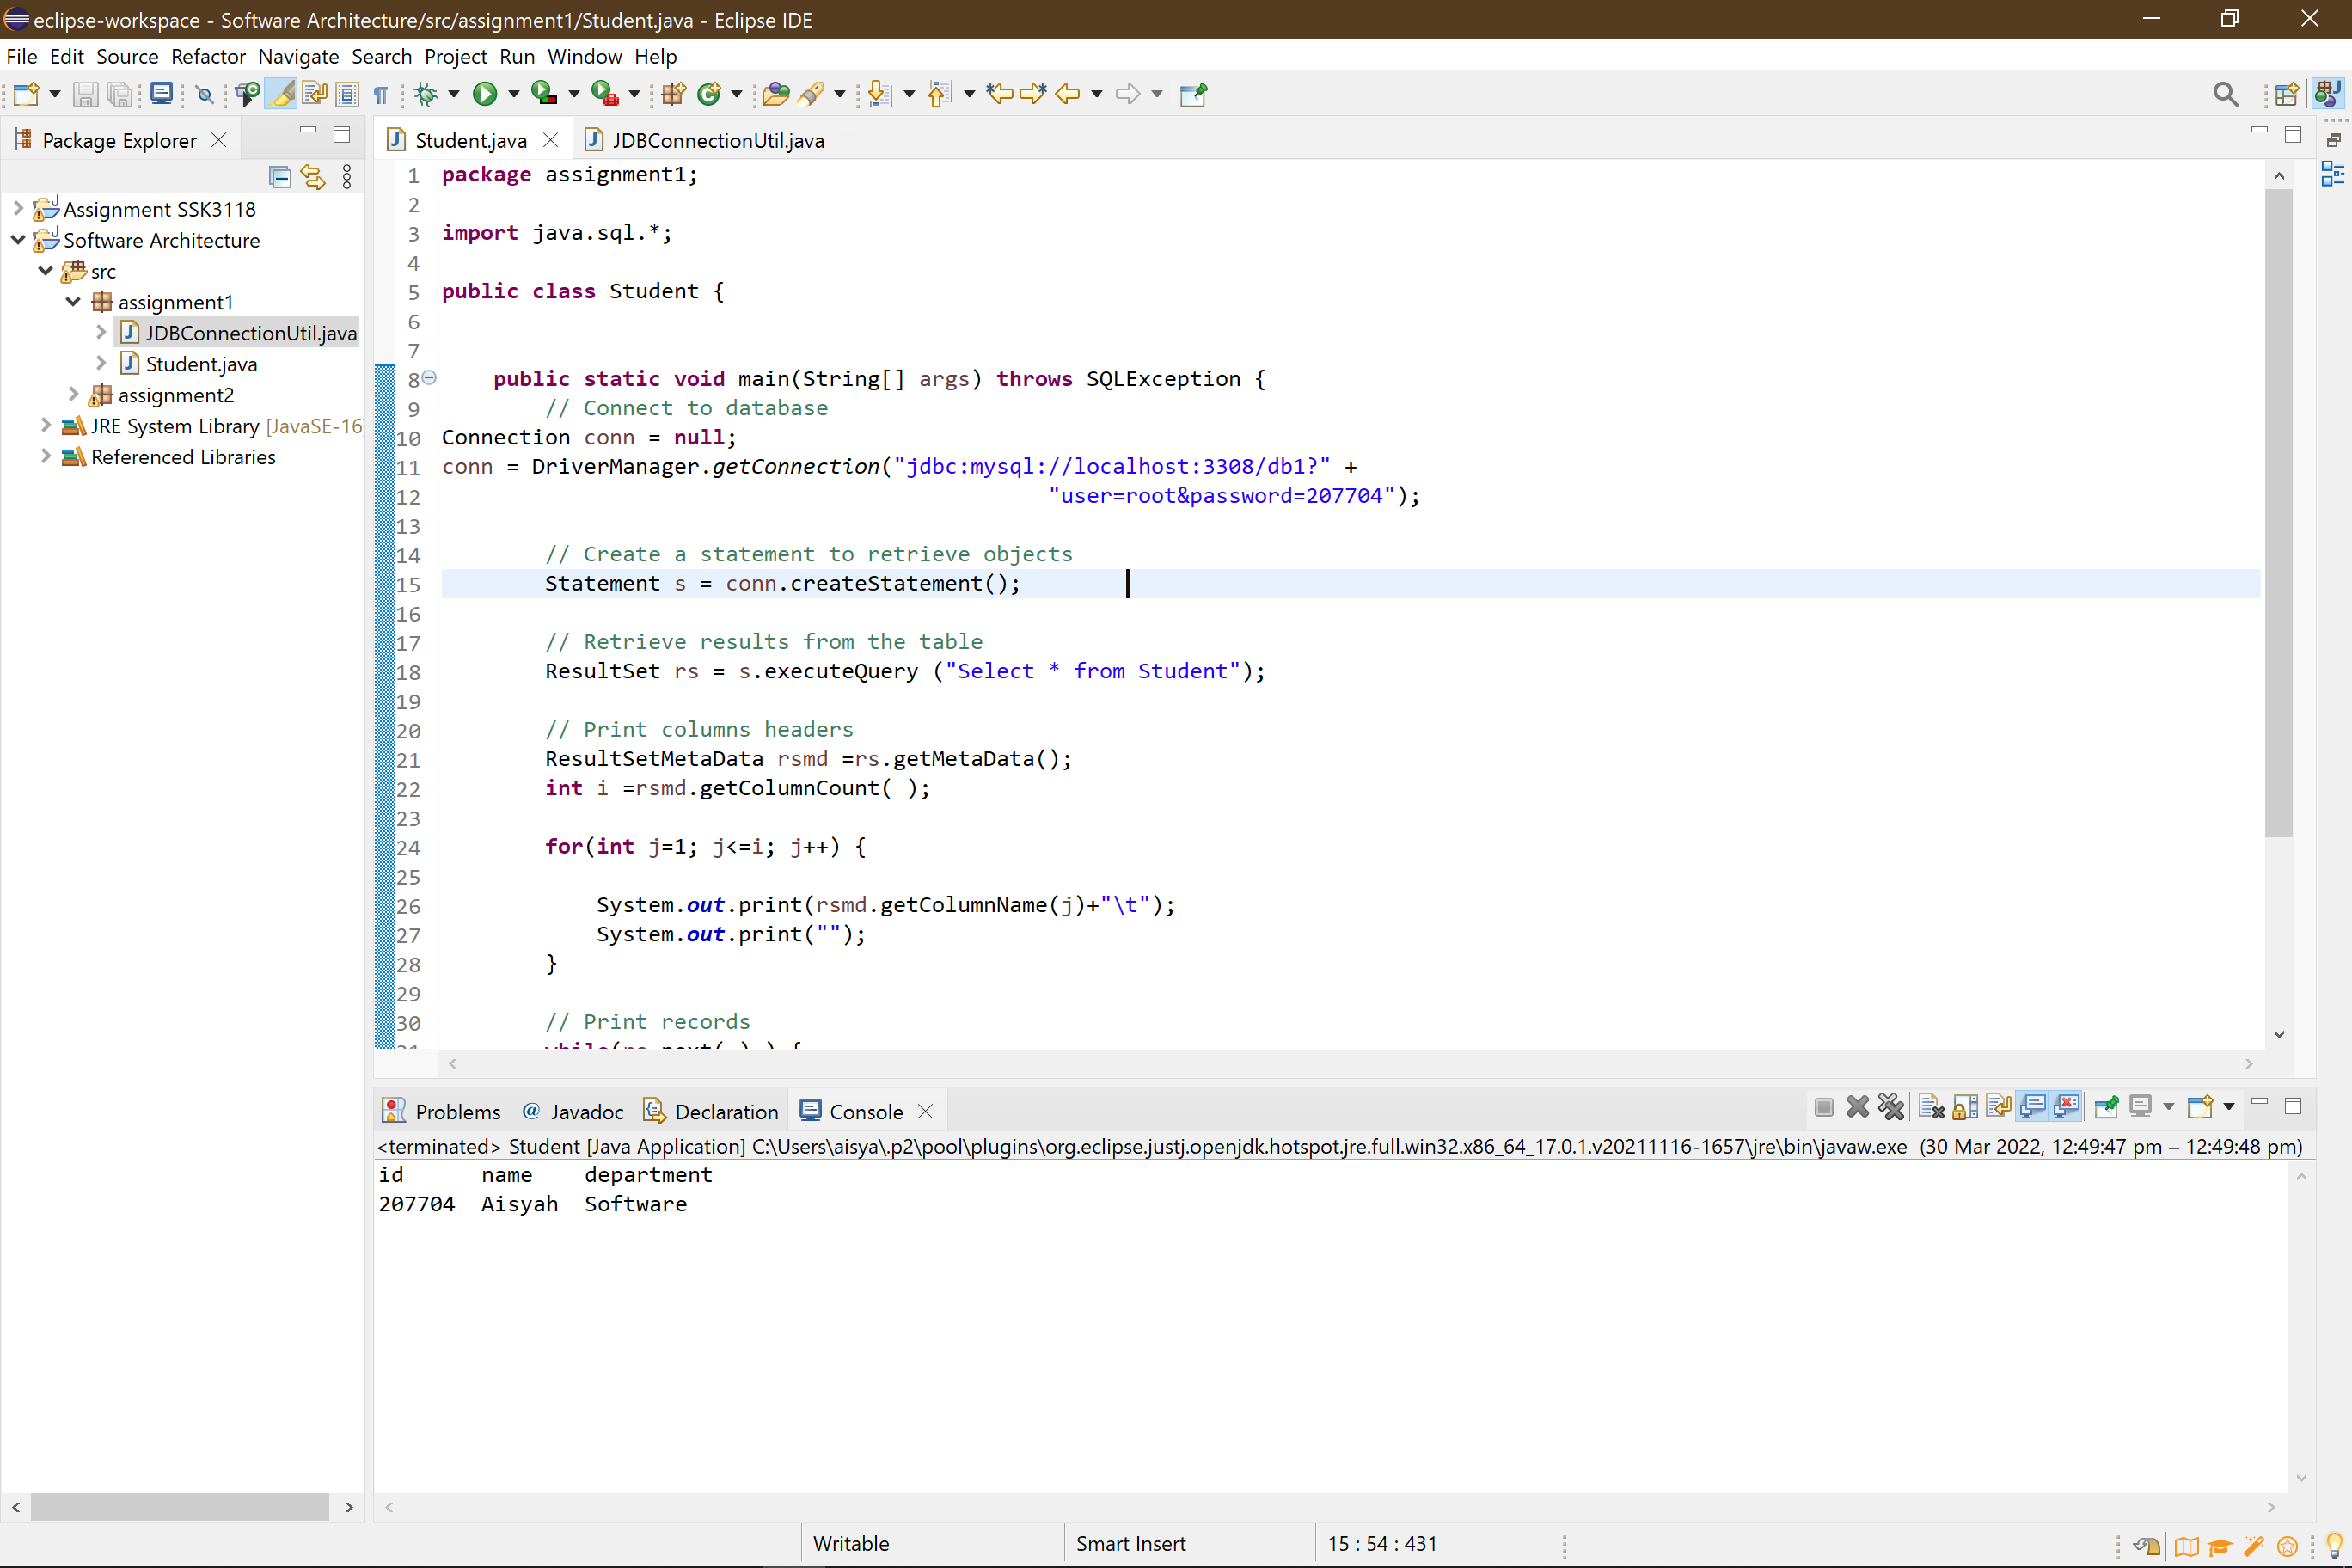 eclipse-workspace - Software Architecture/src/assignment1/Student.java - Eclipse IDE
File Edit Source Refactor Navigate Search Project Run Window Help
Package Explorer
Student.java
JDBConnectionUtil.java
Assignment SSK3118
Software Architecture
src
assignment1
JDBConnectionUtil.java
Student.java
assignment2
JRE System Library [JavaSE-16]
Referenced Libraries
1 package assignment1;
2
3 import java.sql.*;
4
5 public class Student {
6
7
8 public static void main(String[] args) throws SQLException {
9 // Connect to database
10 Connection conn = null;
11 conn = DriverManager.getConnection("jdbc:mysql://localhost:3308/db1?" +
12 "user=root&password=207704");
13
14 // Create a statement to retrieve objects
15 Statement s = conn.createStatement();
16
17 // Retrieve results from the table
18 ResultSet rs = s.executeQuery ("Select * from Student");
19
20 // Print columns headers
21 ResultSetMetaData rsmd =rs.getMetaData();
22 int i =rsmd.getColumnCount( );
23
24 for(int j=1; j<=i; j++) {
25
26 System.out.print(rsmd.getColumnName(j)+"\t");
27 System.out.print("");
28 }
29
30 // Print records
Problems @ Javadoc Declaration Console
<terminated> Student [Java Application] C:\Users\aisya\.p2\pool\plugins\org.eclipse.justj.openjdk.hotspot.jre.full.win32.x86_64_17.0.1.v20211116-1657\jre\bin\javaw.exe (30 Mar 2022, 12:49:47 pm – 12:49:48 pm)
id name department
207704 Aisyah Software
Writable Smart Insert 15 : 54 : 431